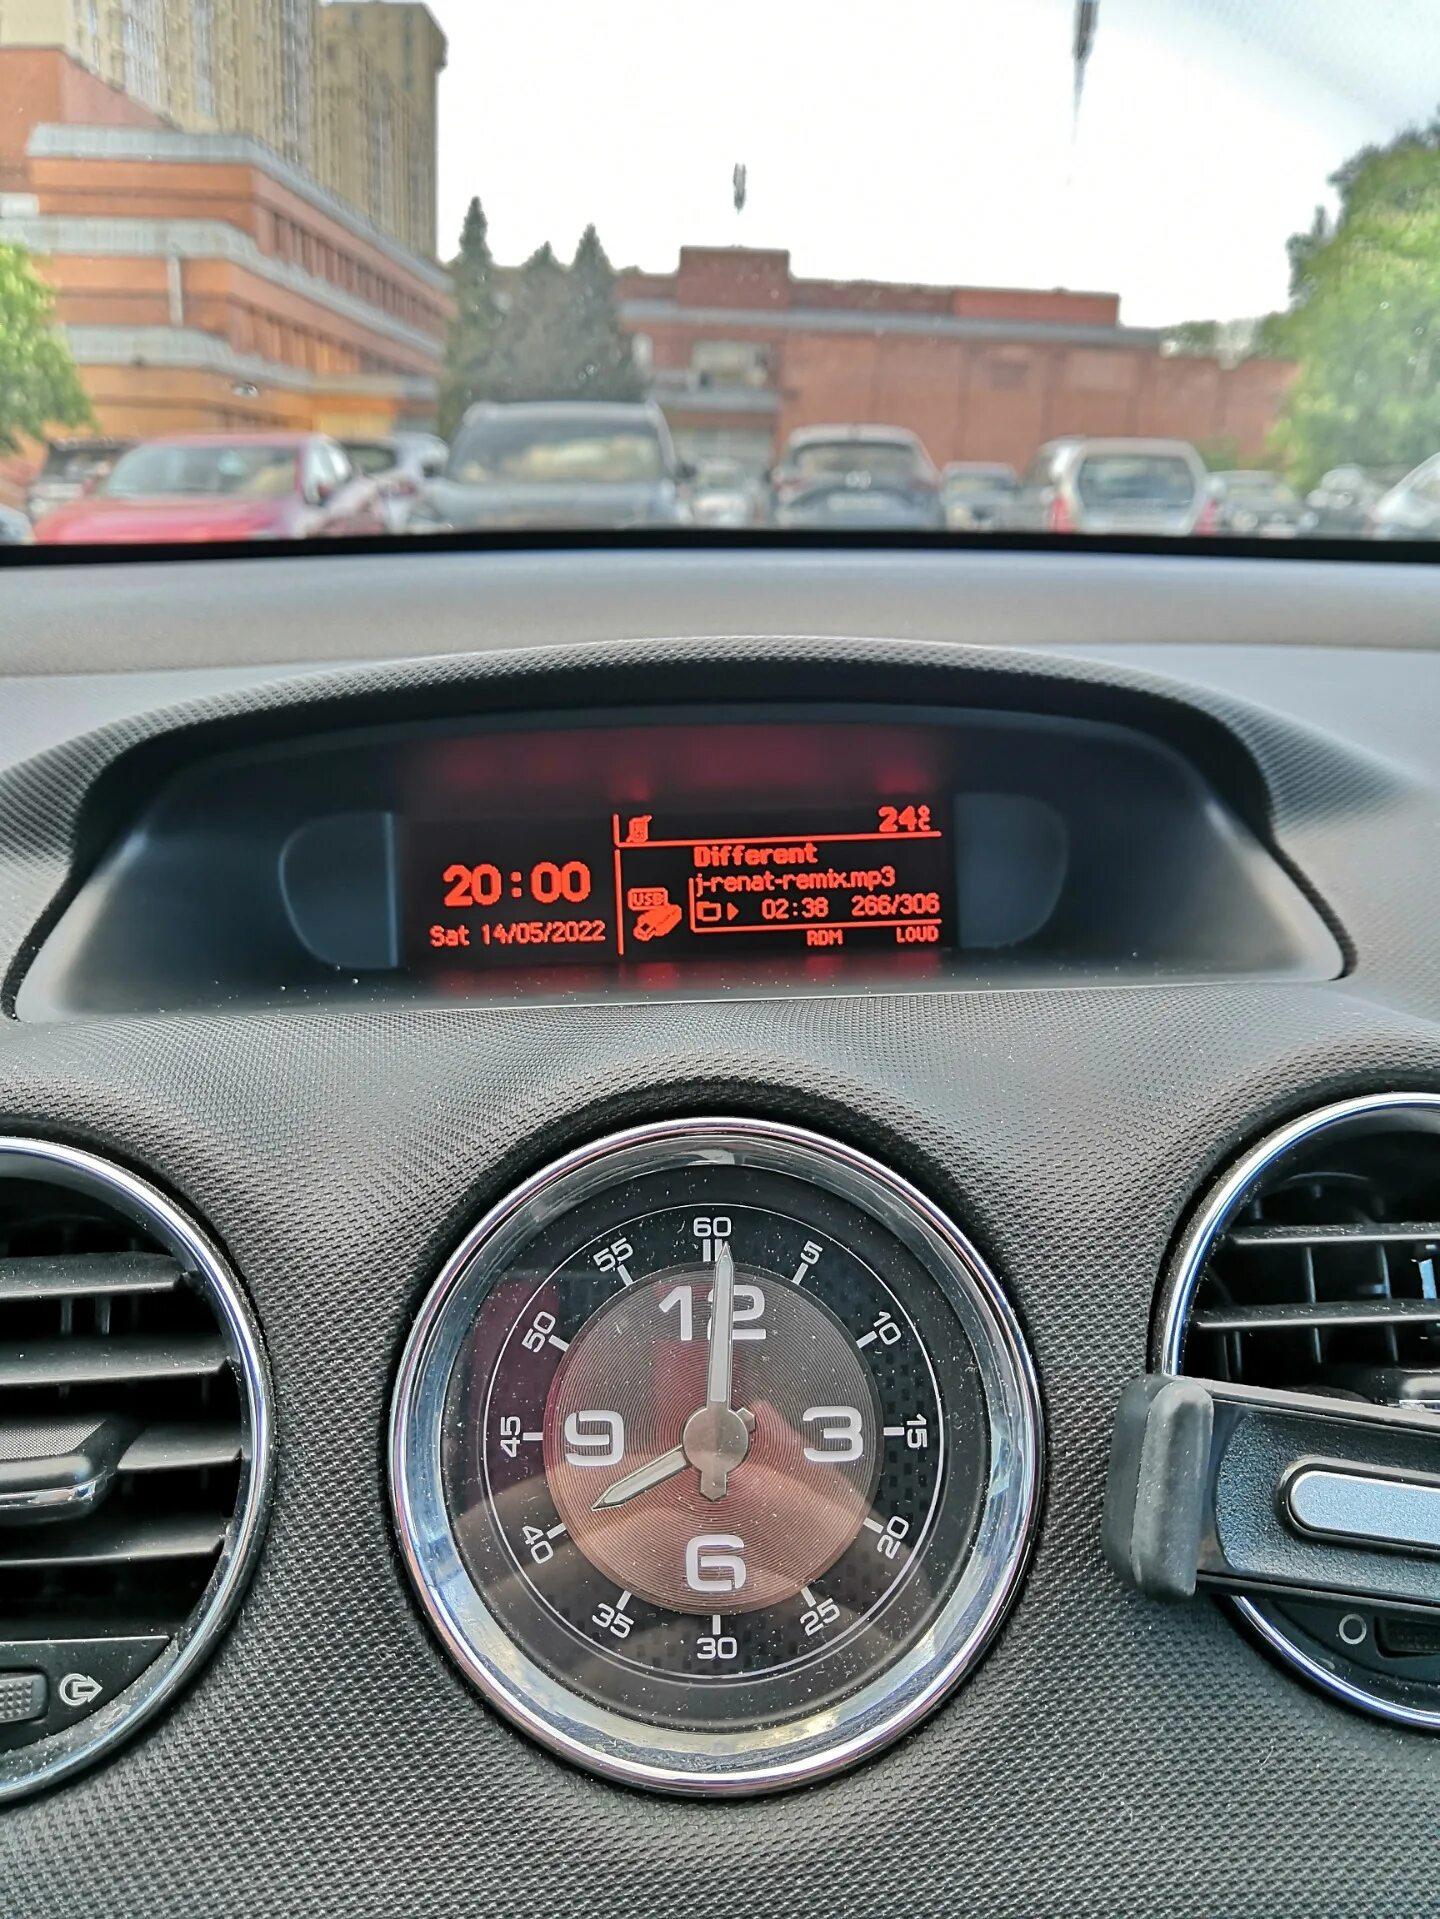 24°C
20:00
Sat 14/05/2022
USB
Different
j-renat-remix.mp3
02:38 266/306
RDM LOUD
60
55 5
12
50 10
45 9 3 15
40 20
6
35 25
30